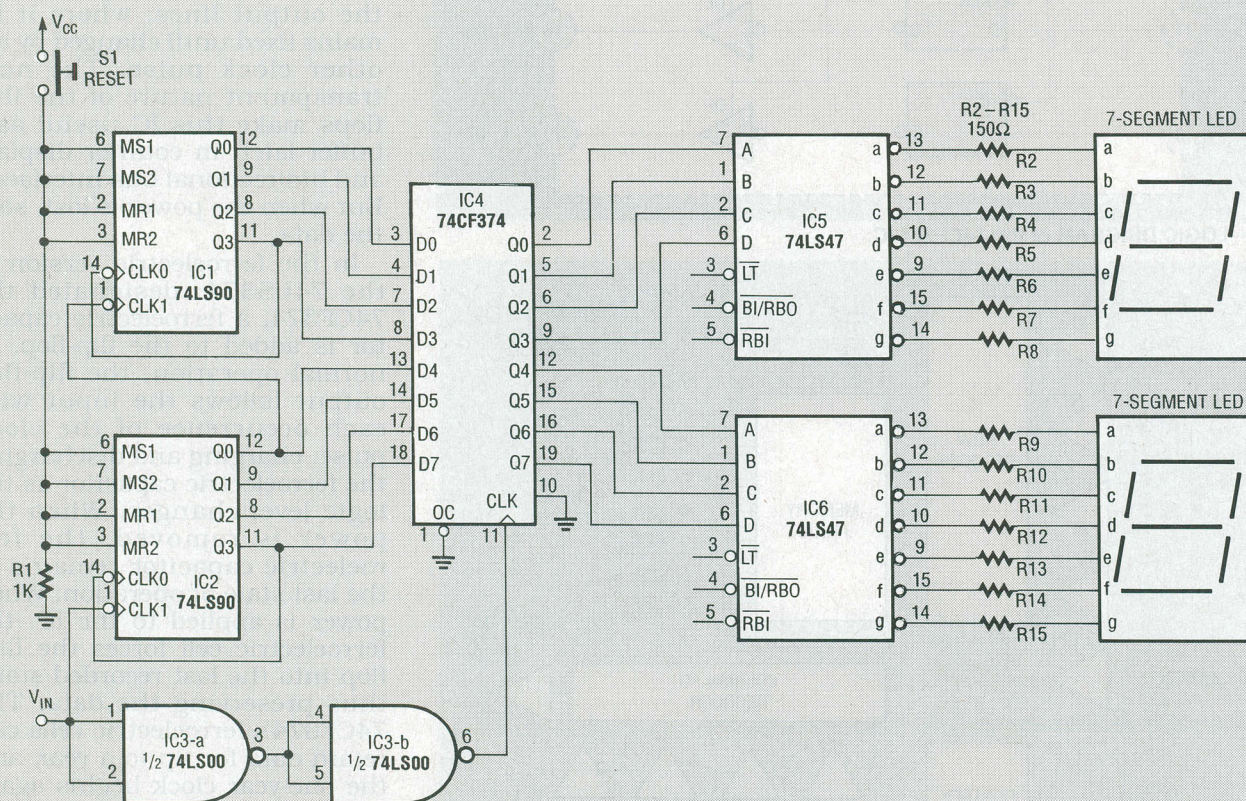 VCC
S1
RESET
6 MS1 Q0 12
7 MS2 Q1 9
2 MR1 Q2 8
3 MR2 Q3 11
14 CLK0 IC1
1 CLK1 74LS90
6 MS1 Q0 12
7 MS2 Q1 9
2 MR1 Q2 8
3 MR2 Q3 11
14 CLK0 IC2
1 CLK1 74LS90
R1
1K
VIN
1
2
IC3-a
1/2 74LS00
3
4
5
IC3-b
1/2 74LS00
6
IC4
74CF374
3 D0 Q0 2
4 D1 Q1 5
7 D2 Q2 6
8 D3 Q3 9
13 D4 Q4 12
14 D5 Q5 15
17 D6 Q6 16
18 D7 Q7 19
10
OC CLK
1 11
7 A a 13
1 B b 12
2 C c 11
6 D d 10
3 LT e 9
4 BI/RBO f 15
5 RBI g 14
IC5
74LS47
7 A a 13
1 B b 12
2 C c 11
6 D d 10
3 LT e 9
4 BI/RBO f 15
5 RBI g 14
IC6
74LS47
R2–R15
150Ω
R2
R3
R4
R5
R6
R7
R8
R9
R10
R11
R12
R13
R14
R15
7-SEGMENT LED
a
b
c
d
e
f
g
7-SEGMENT LED
a
b
c
d
e
f
g